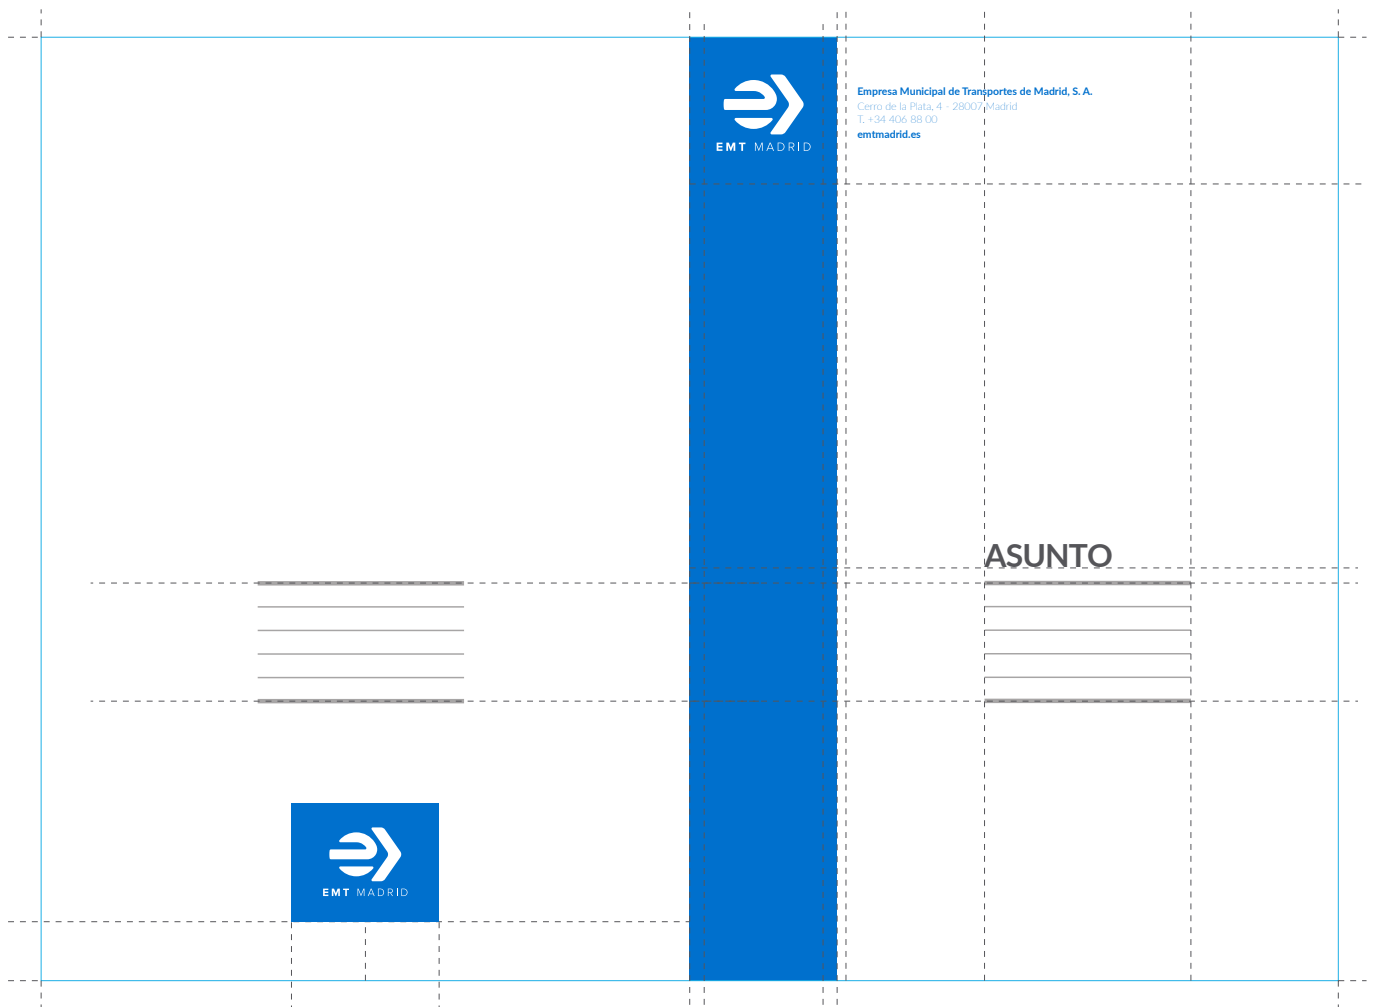 EMT MADRID
Empresa Municipal de Transportes de Madrid, S. A.
Cerro de la Plata, 4 - 28007 Madrid
T. +34 406 88 00
emtmadrid.es
ASUNTO
EMT MADRID